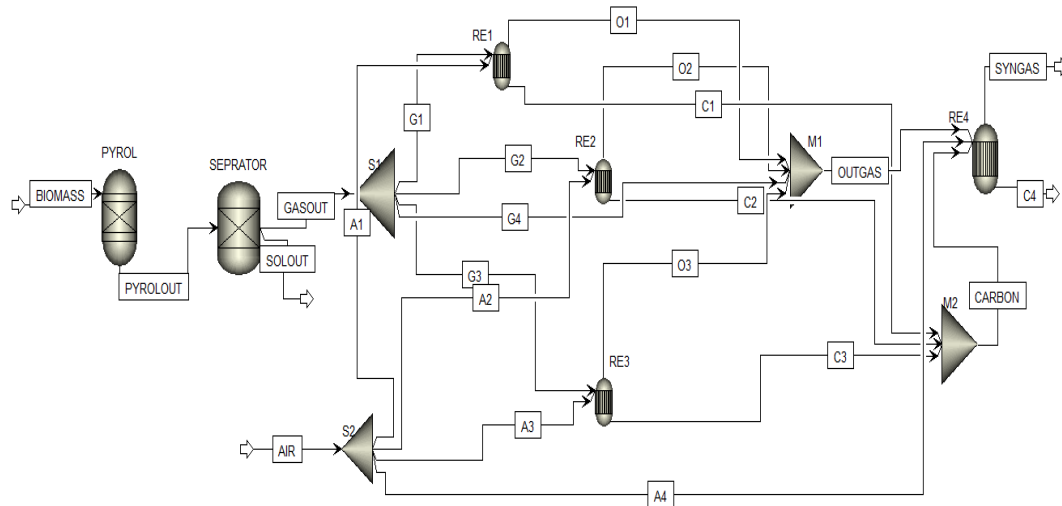 O1
RE1
O2
SYNGAS
C1
RE4
G1
M1
PYROL
RE2
G2
SEPRATOR
S1
OUTGAS
BIOMASS
GASOUT
C2
C4
G4
A1
SOLOUT
O3
G3
PYROLOUT
A2
CARBON
M2
C3
RE3
A3
S2
AIR
A4